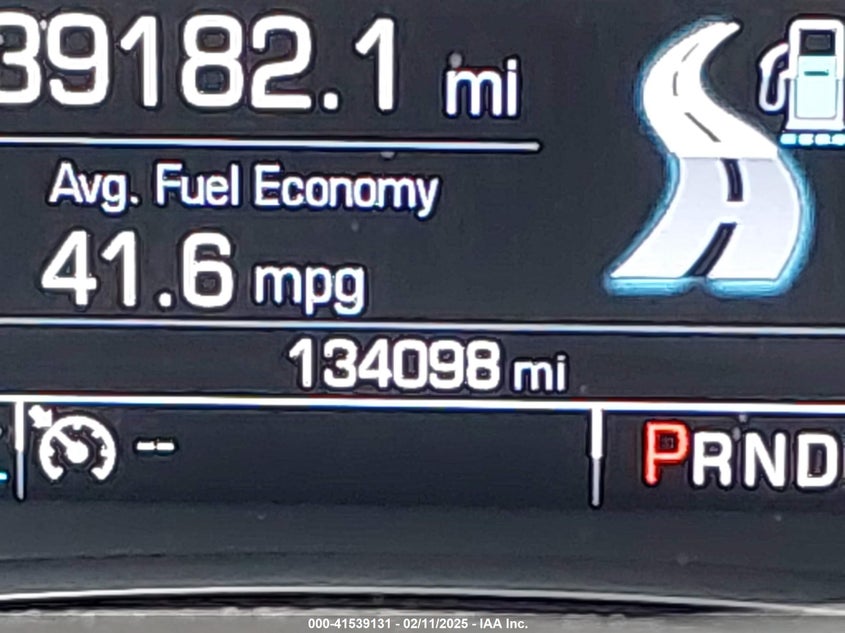 39182.1 mi
Avg. Fuel Economy
41.6 mpg
134098 mi
--
PRND
000-41539131 - 02/11/2025 - IAA Inc.